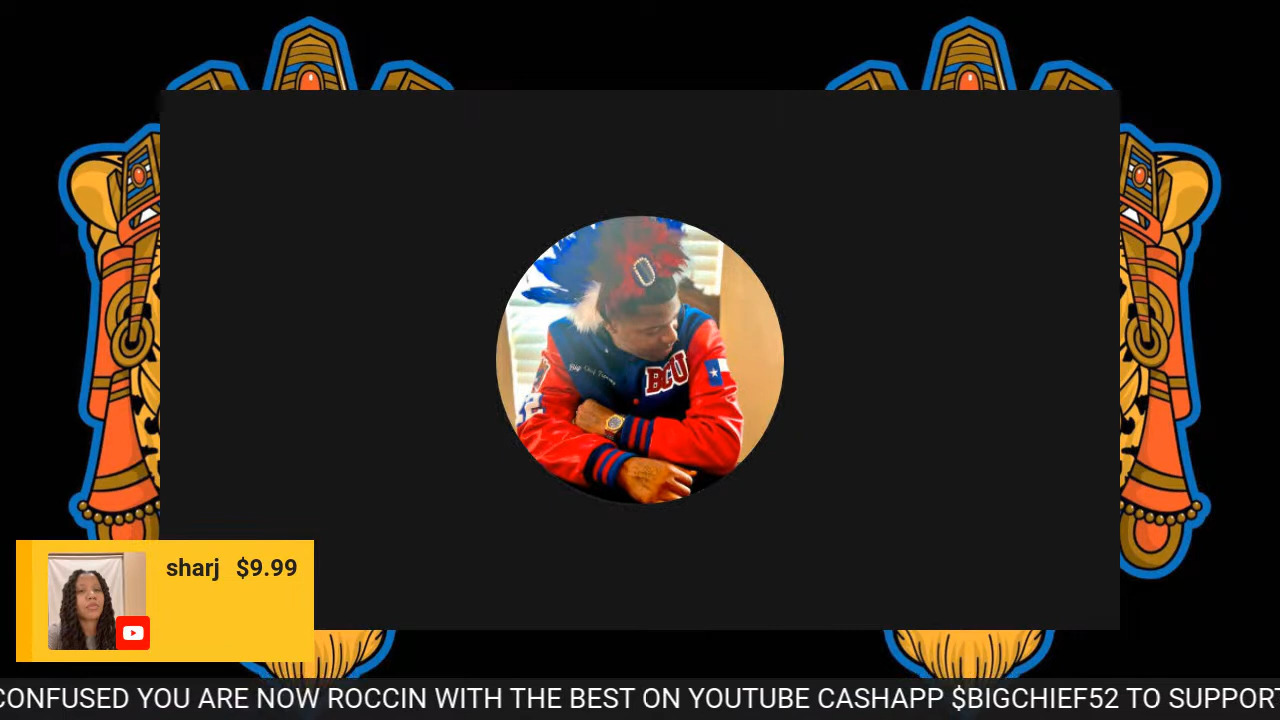 BCU
sharj $9.99
CONFUSED YOU ARE NOW ROCCIN WITH THE BEST ON YOUTUBE CASHAPP $BIGCHIEF52 TO SUPPORT